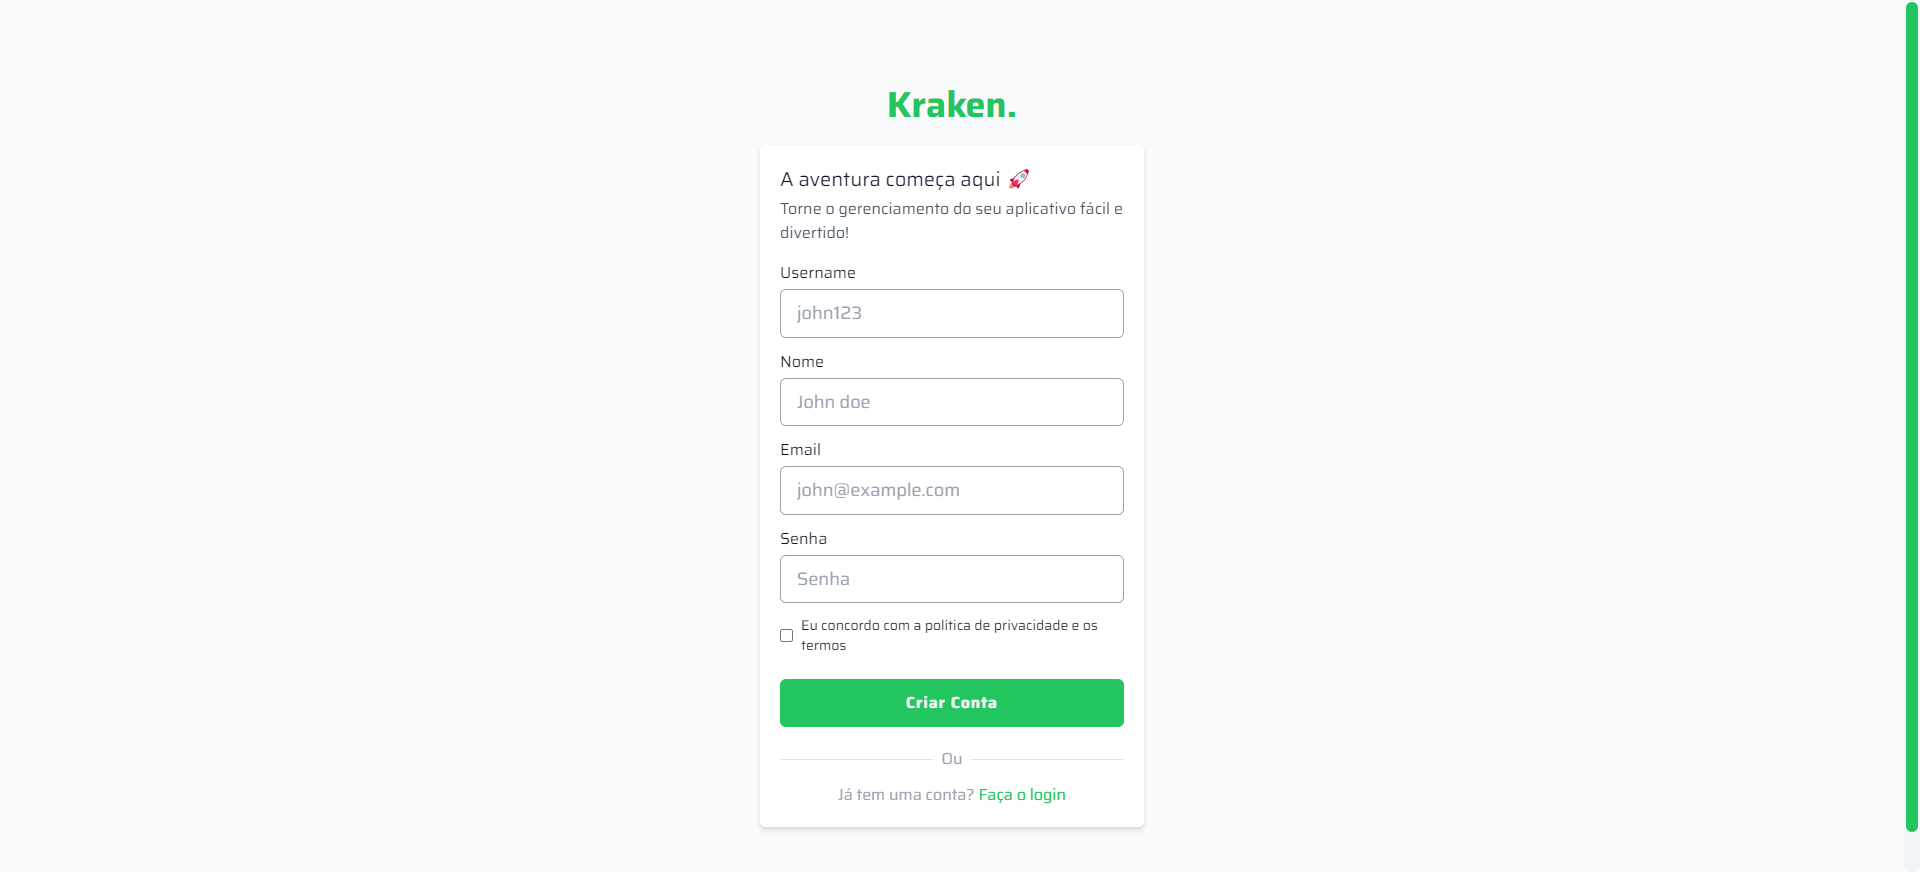 Kraken.
A aventura começa aqui 🚀
Torne o gerenciamento do seu aplicativo fácil e
divertido!
Username
john123
Nome
John doe
Email
john@example.com
Senha
Senha
Eu concordo com a política de privacidade e os
termos
Criar Conta
Ou
Já tem uma conta? Faça o login